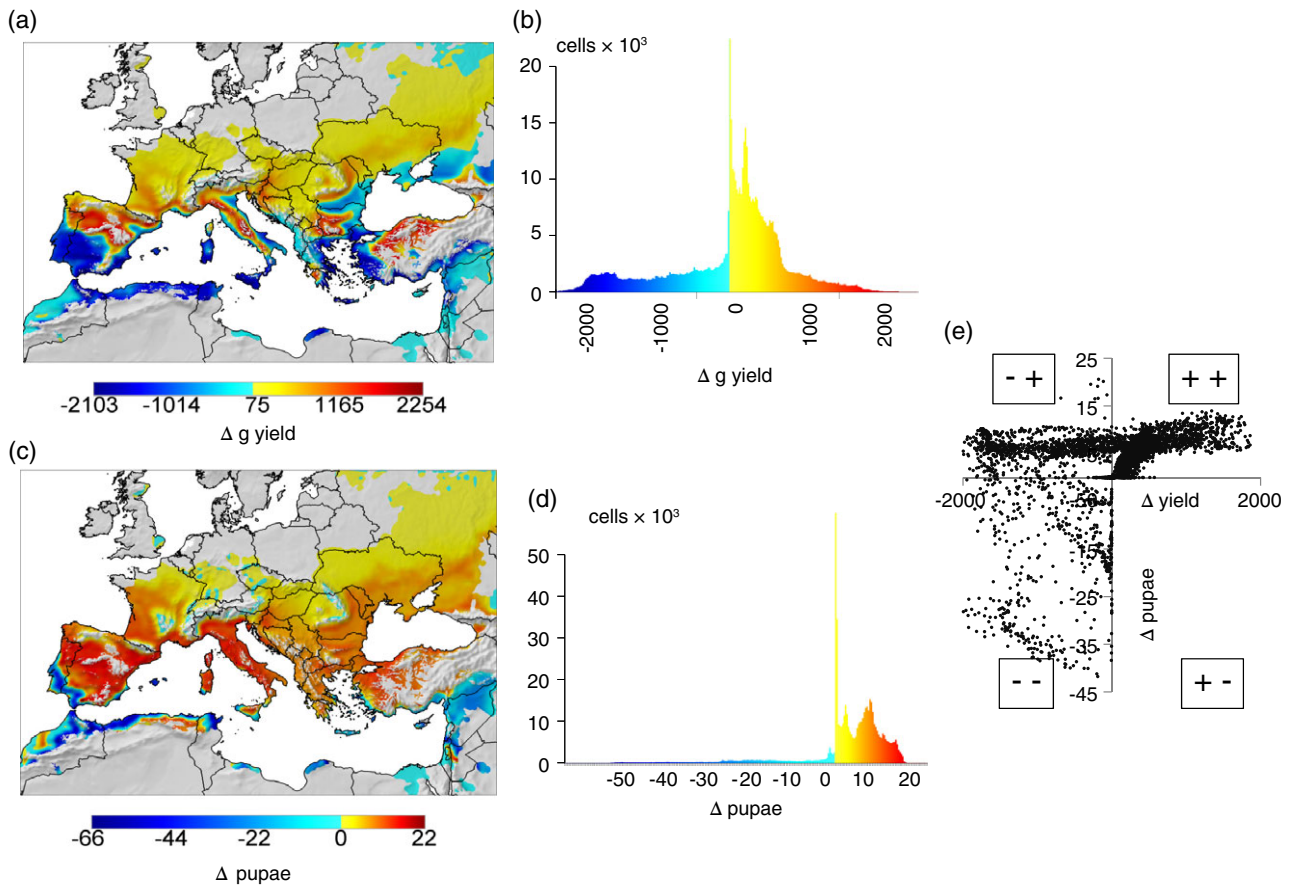 (a)
-2103 -1014 75 1165 2254
Δ g yield
(b)
cells × 10³
20
15
10
5
0
-2000 -1000 0 1000 2000
Δ g yield
(c)
-66 -44 -22 0 22
Δ pupae
(d)
cells × 10³
50
40
30
20
10
0
-50 -40 -30 -20 -10 0 10 20
Δ pupae
(e)
- +
+ +
25
15
-2000 Δ yield 2000
-15
-25
-35
-45
Δ pupae
- -
+ -